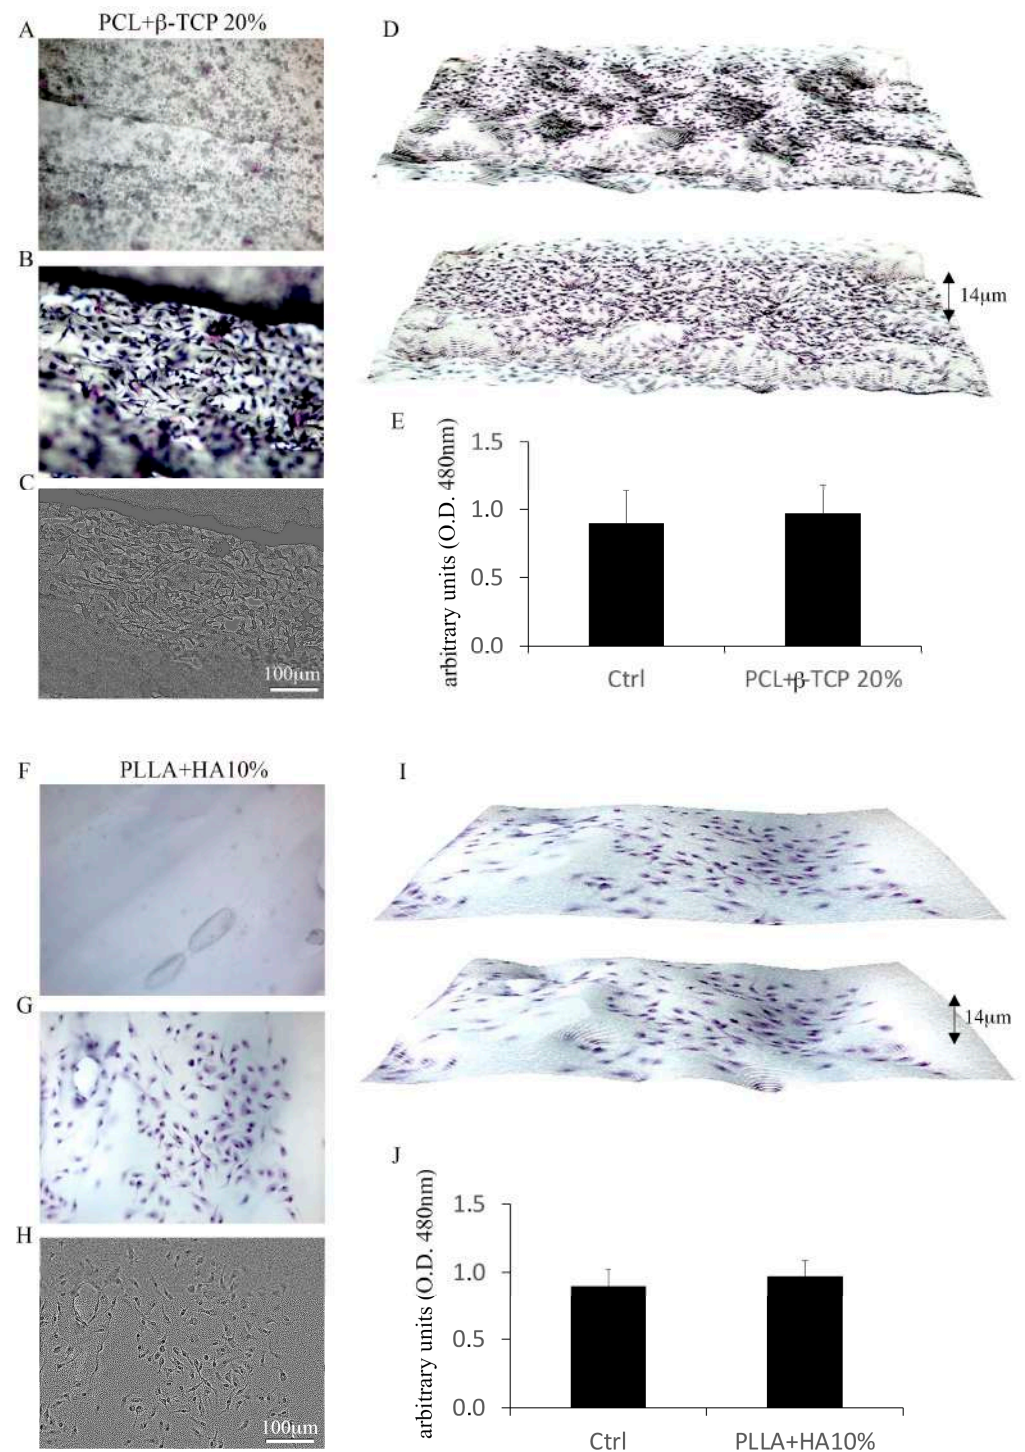 A
PCL+β-TCP 20%
B
C
100μm
D
14μm
E
arbitrary units (O.D. 480nm)
1.5
1.0
0.5
0.0
Ctrl
PCL+β-TCP 20%
F
PLLA+HA10%
G
H
100μm
I
14μm
J
arbitrary units (O.D. 480nm)
1.5
1.0
0.5
0.0
Ctrl
PLLA+HA10%